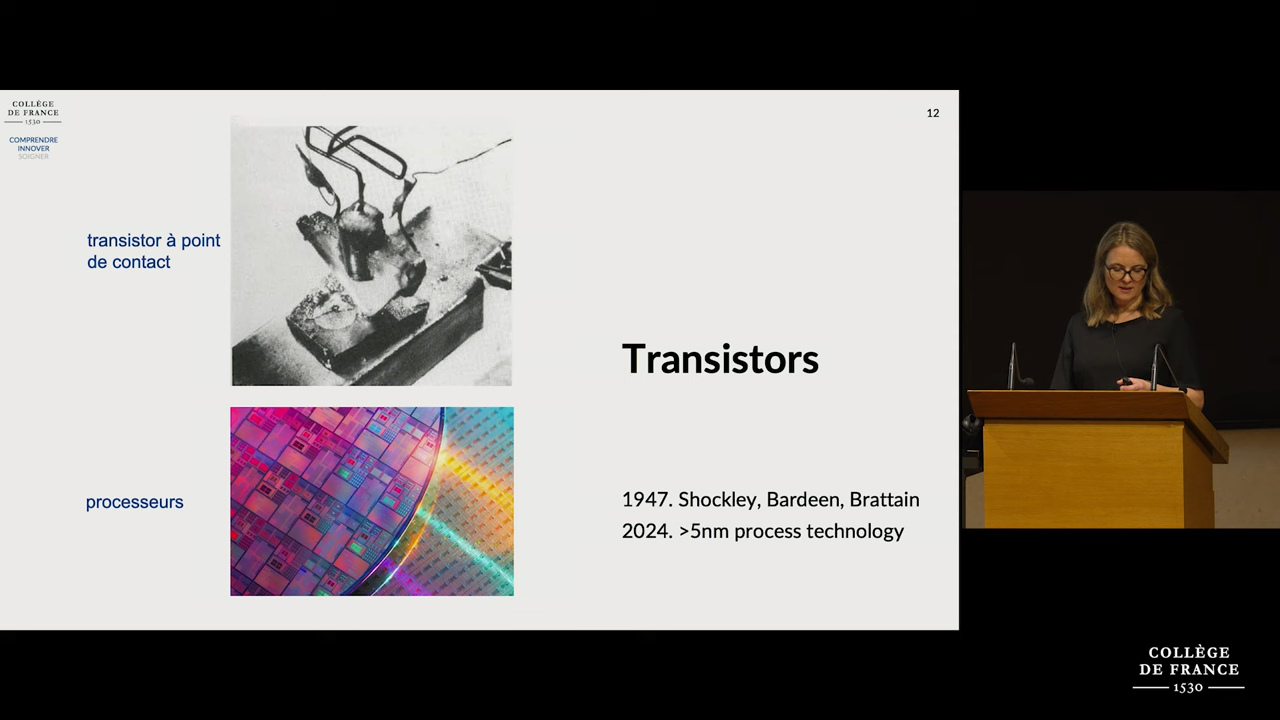 COLLÈGE
DE FRANCE
1530
COMPRENDRE
INNOVER
SOIGNER
12
transistor à point
de contact
Transistors
processeurs
1947. Shockley, Bardeen, Brattain
2024. >5nm process technology
COLLÈGE
DE FRANCE
1530